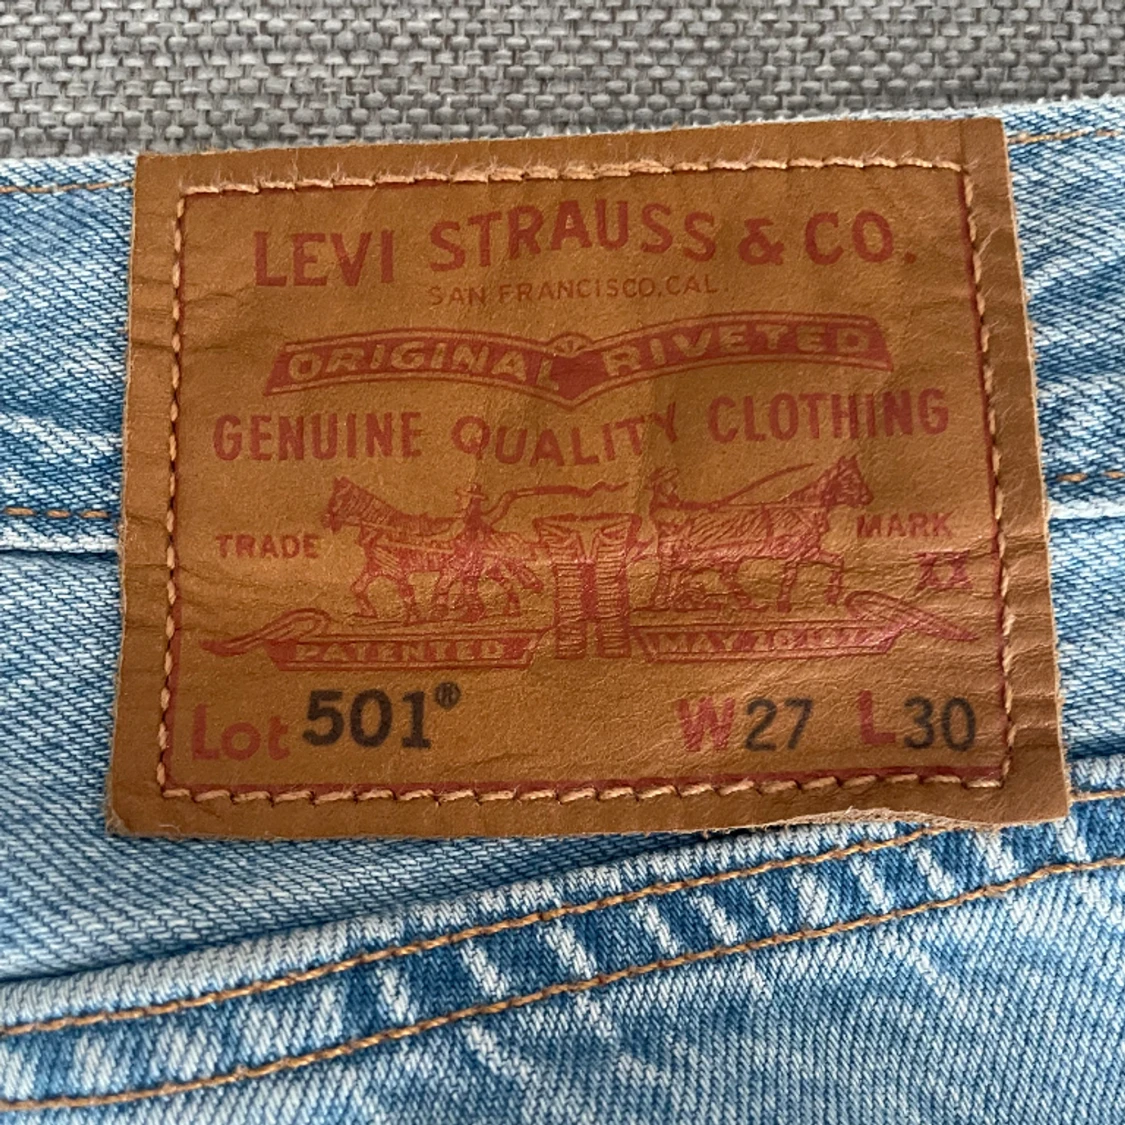 LEVI STRAUSS & CO.
SAN FRANCISCO, CAL.
ORIGINAL RIVETED
GENUINE QUALITY CLOTHING
TRADE MARK
XX
PATENTED MAY
Lot 501® W27 L30